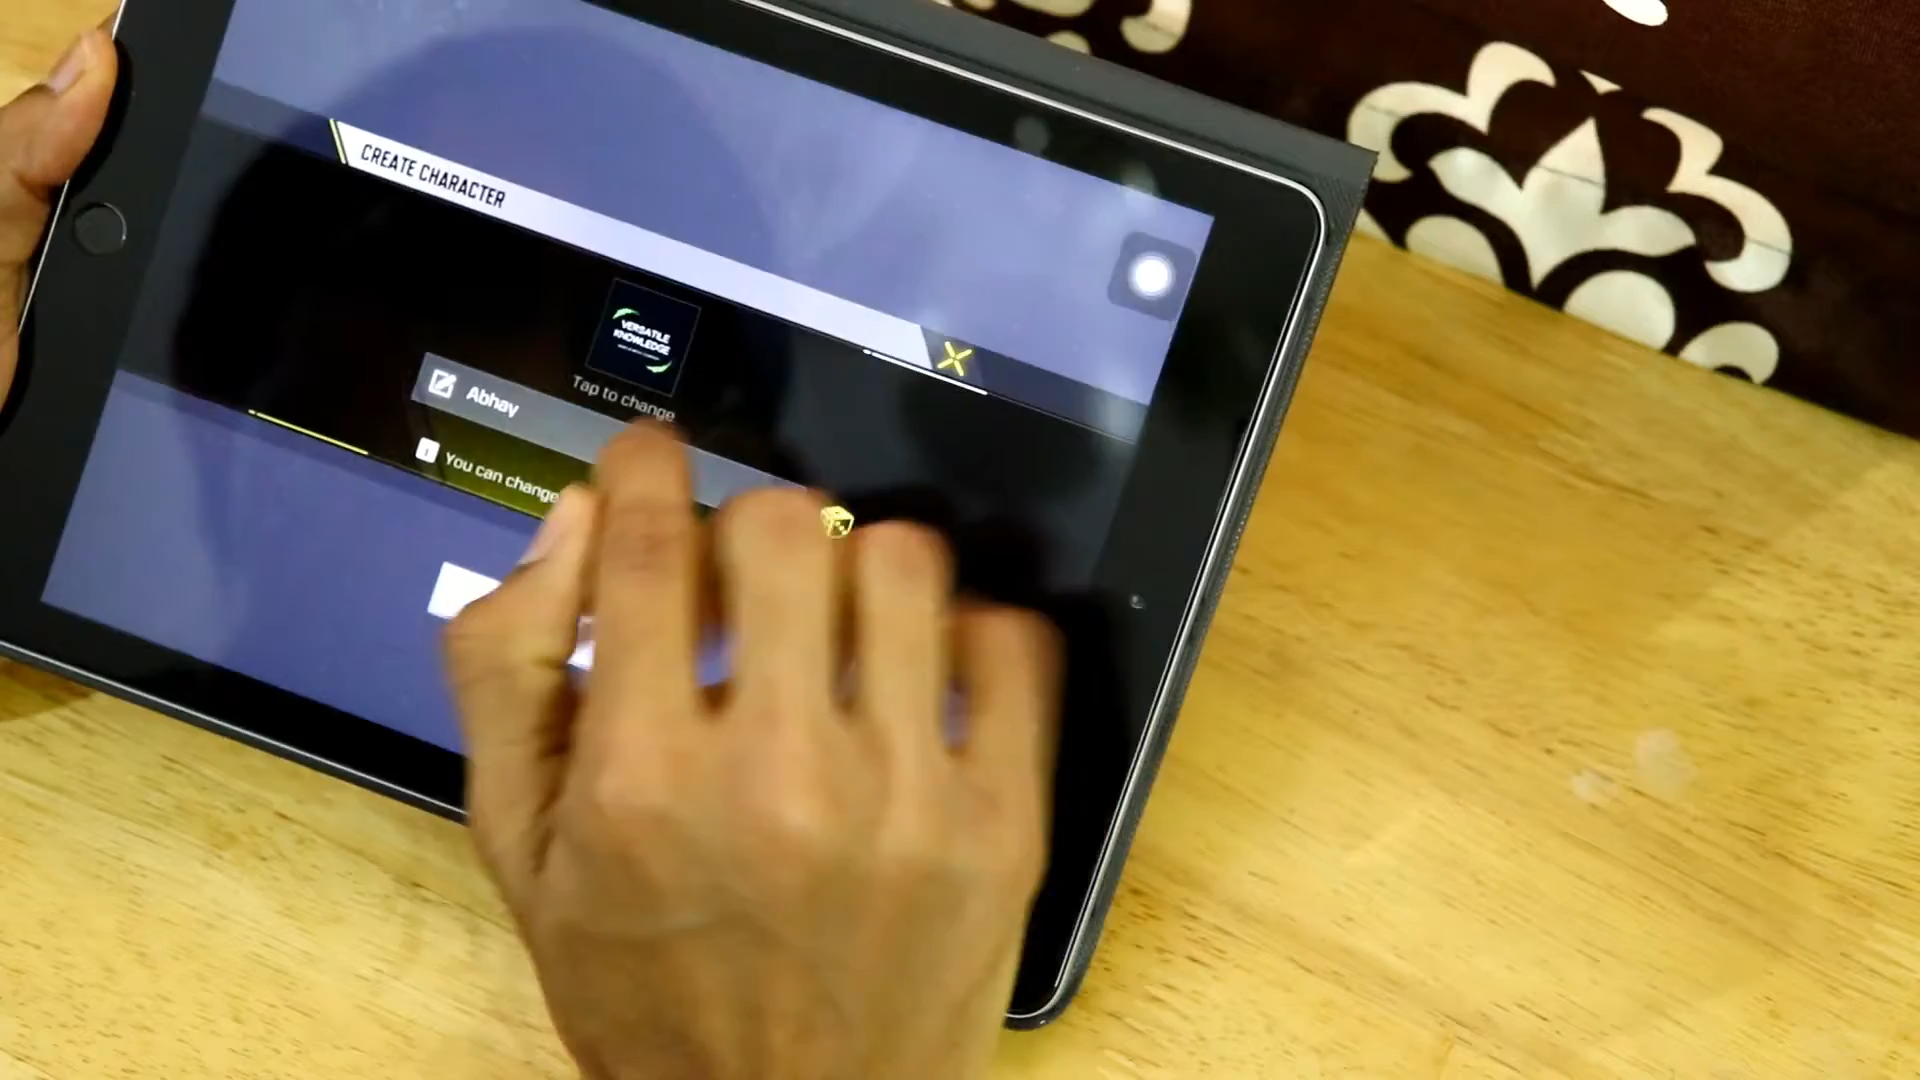 CREATE CHARACTER
VERSATILE
KNOWLEDGE
Tap to change
Abhay
You can change